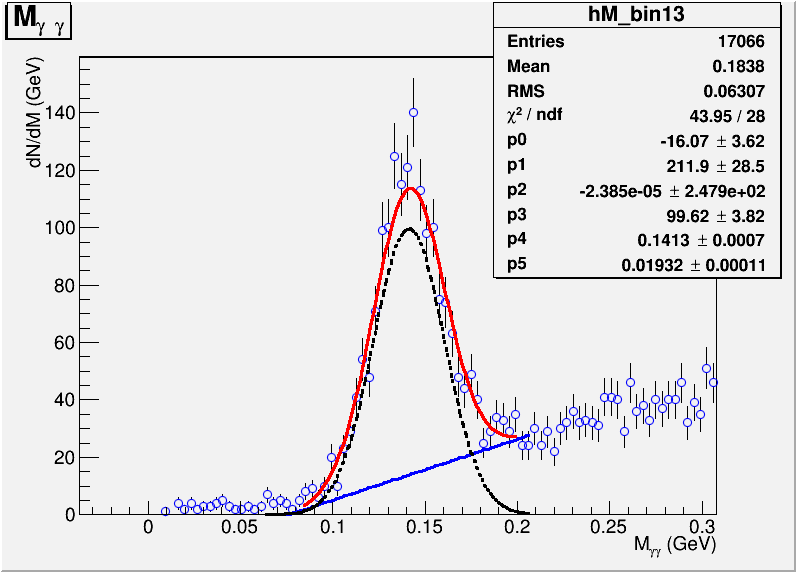 Mγ γ
hM_bin13
Entries 17066
Mean 0.1838
RMS 0.06307
χ² / ndf 43.95 / 28
p0 -16.07 ± 3.62
p1 211.9 ± 28.5
p2 -2.385e-05 ± 2.479e+02
p3 99.62 ± 3.82
p4 0.1413 ± 0.0007
p5 0.01932 ± 0.00011
dN/dM (GeV)
140
120
100
80
60
40
20
0
0 0.05 0.1 0.15 0.2 0.25 0.3
Mγγ (GeV)